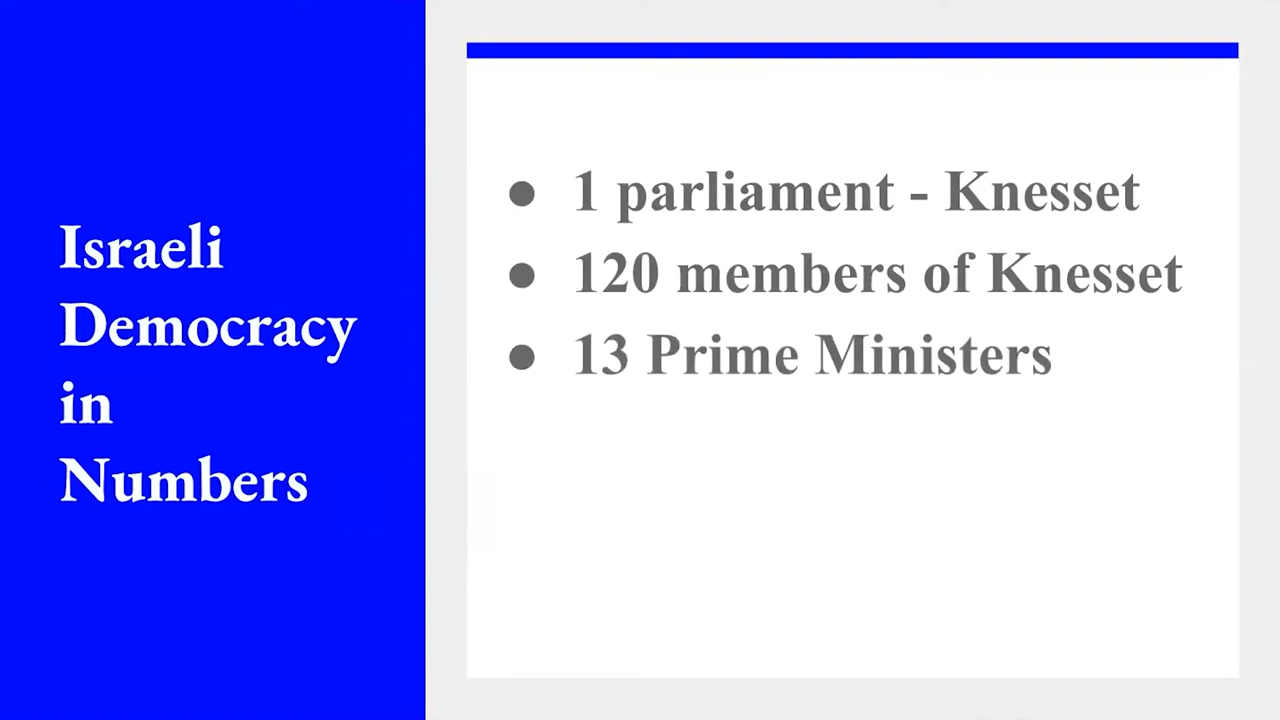 Israeli
Democracy
in
Numbers
● 1 parliament - Knesset
● 120 members of Knesset
● 13 Prime Ministers